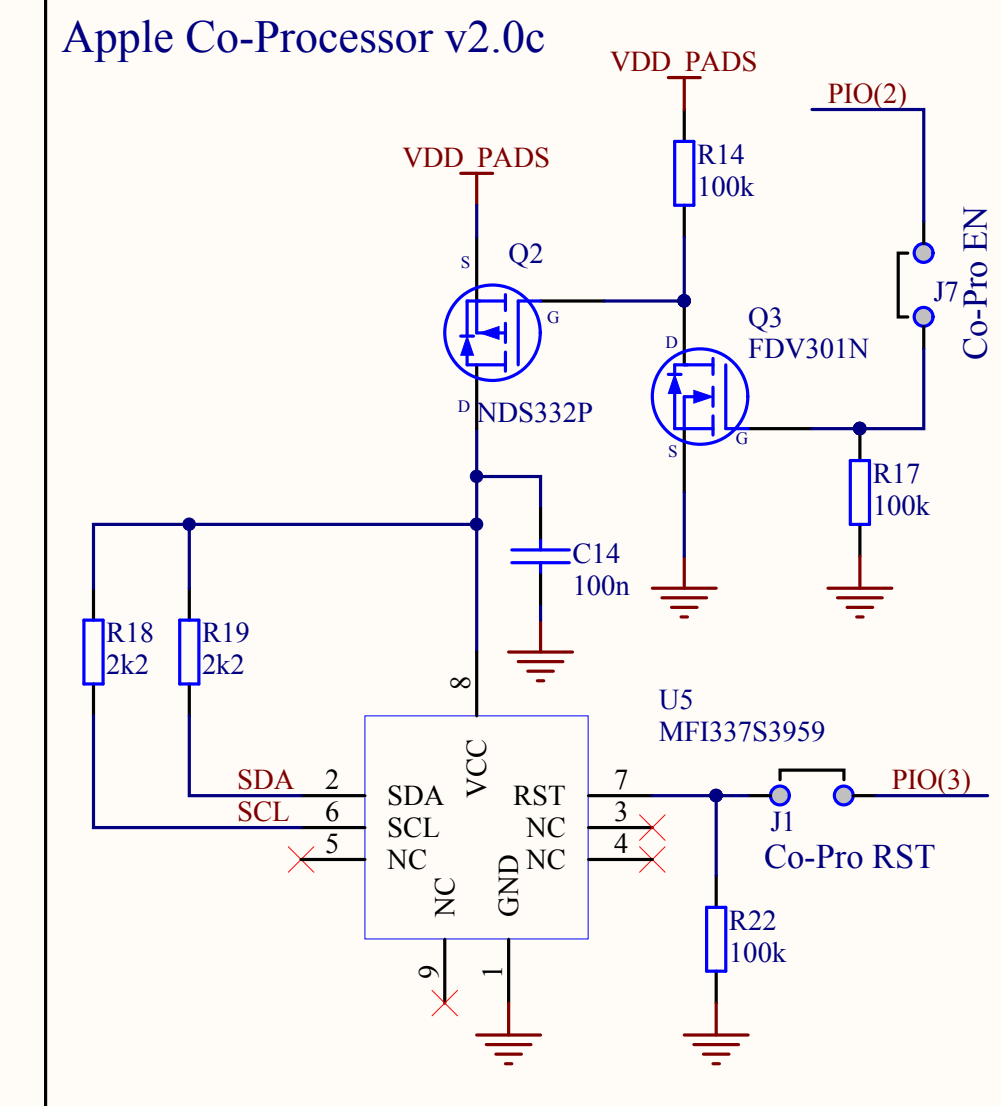 Apple Co-Processor v2.0c
VDD_PADS
PIO(2)
R14
100k
VDD_PADS
Q2
S
G
D
NDS332P
Co-Pro EN
J7
Q3
FDV301N
D
G
S
R17
100k
C14
100n
R18
2k2
R19
2k2
8
U5
MFI337S3959
VCC
SDA
2
SDA
RST
7
PIO(3)
SCL
6
SCL
NC
3
J1
5
NC
NC
4
Co-Pro RST
NC
GND
R22
100k
9
1